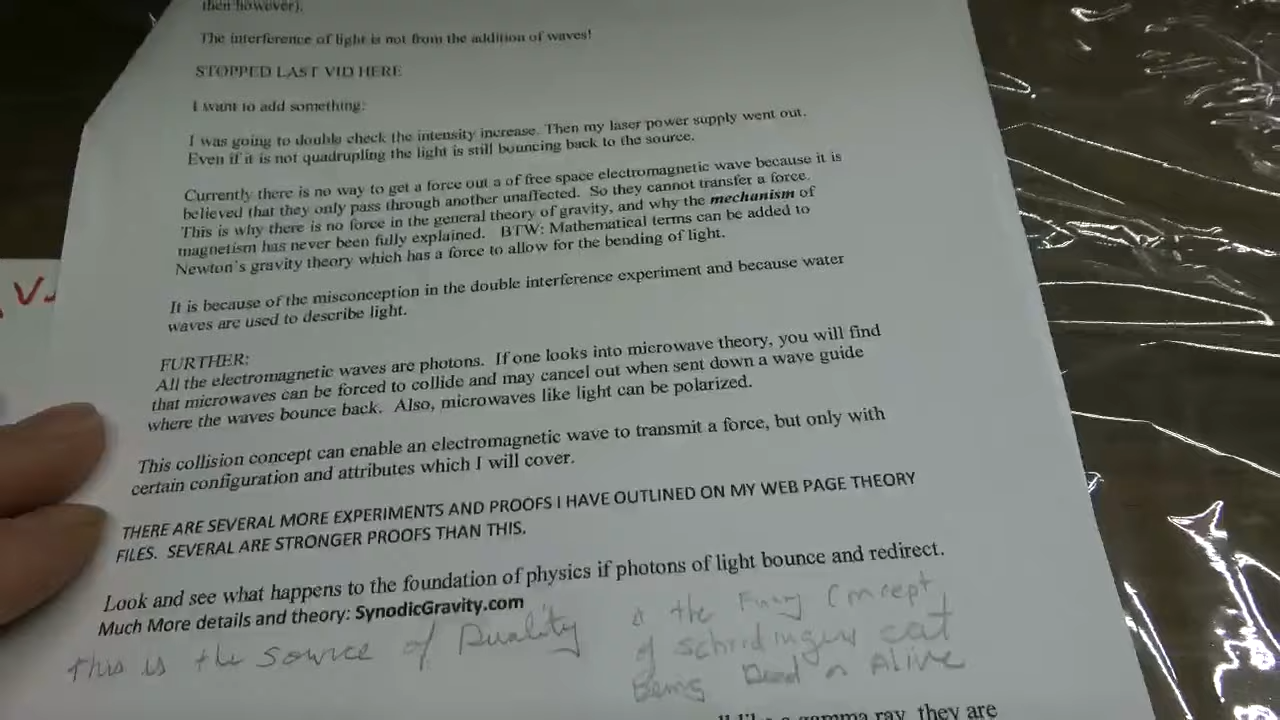 then however).
The interference of light is not from the addition of waves!
STOPPED LAST VID HERE
I want to add something:
I was going to double check the intensity increase. Then my laser power supply went out.
Even if it is not quadrupling the light is still bouncing back to the source.
Currently there is no way to get a force out a of free space electromagnetic wave because it is
believed that they only pass through another unaffected. So they cannot transfer a force.
This is why there is no force in the general theory of gravity, and why the mechanism of
magnetism has never been fully explained. BTW: Mathematical terms can be added to
Newton's gravity theory which has a force to allow for the bending of light.
It is because of the misconception in the double interference experiment and because water
waves are used to describe light.
FURTHER:
All the electromagnetic waves are photons. If one looks into microwave theory, you will find
that microwaves can be forced to collide and may cancel out when sent down a wave guide
where the waves bounce back. Also, microwaves like light can be polarized.
This collision concept can enable an electromagnetic wave to transmit a force, but only with
certain configuration and attributes which I will cover.
THERE ARE SEVERAL MORE EXPERIMENTS AND PROOFS I HAVE OUTLINED ON MY WEB PAGE THEORY
FILES. SEVERAL ARE STRONGER PROOFS THAN THIS.
Look and see what happens to the foundation of physics if photons of light bounce and redirect.
Much More details and theory: SynodicGravity.com
This is the source of Duality
the Funny Concept
of schrodingers cat
Being Dead or Alive
gamma ray, they are